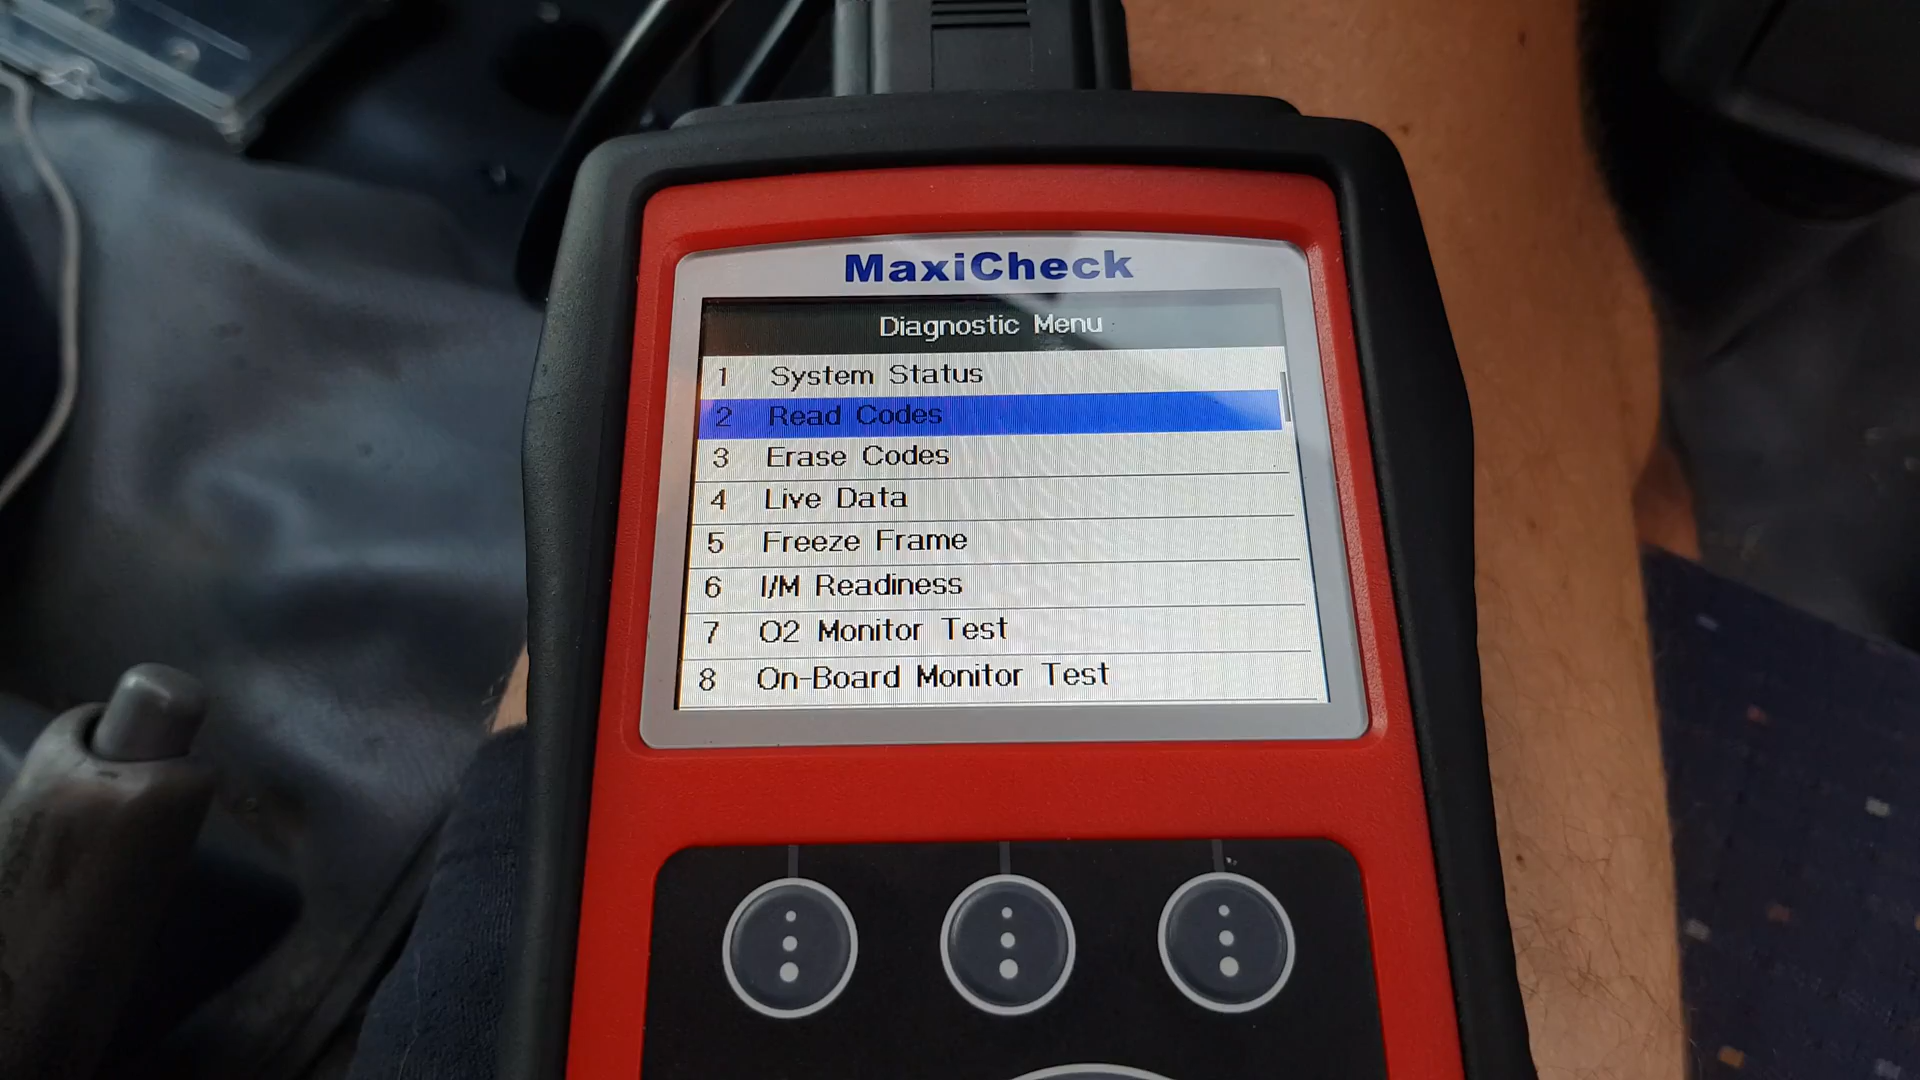 MaxiCheck
Diagnostic Menu
1 System Status
2 Read Codes
3 Erase Codes
4 Live Data
5 Freeze Frame
6 I/M Readiness
7 O2 Monitor Test
8 On-Board Monitor Test